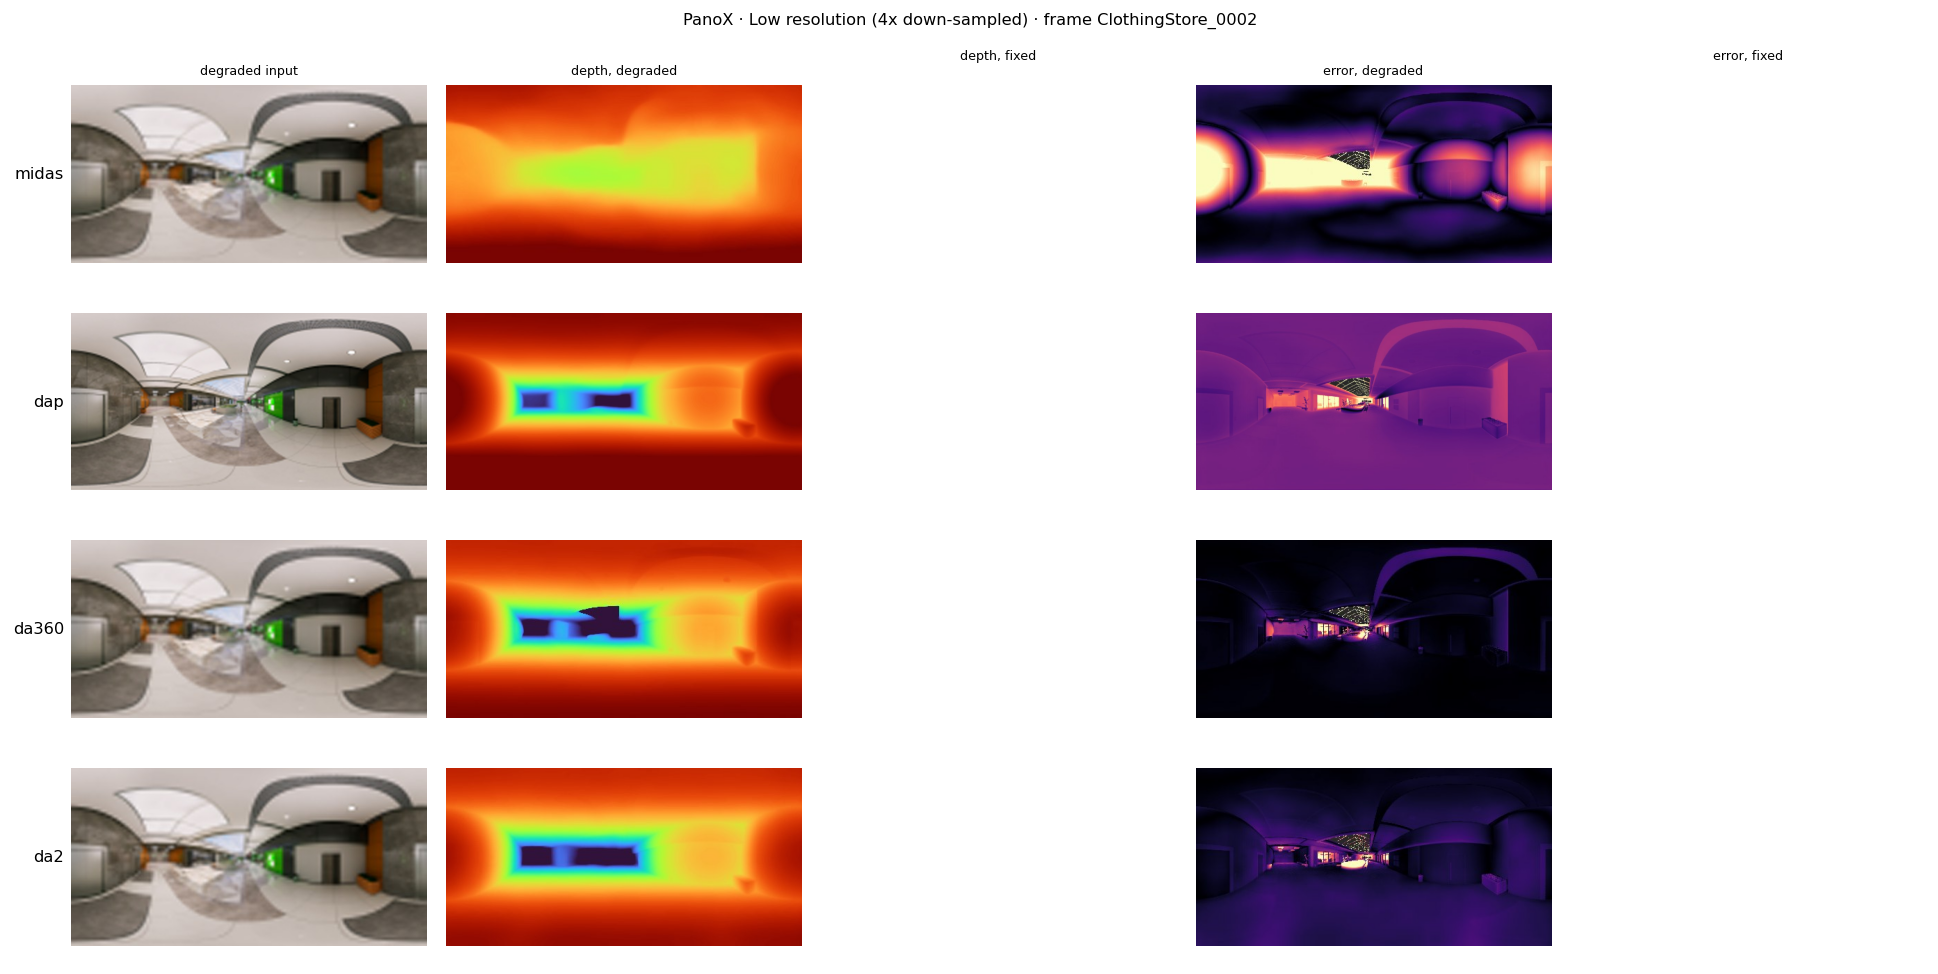 PanoX · Low resolution (4x down-sampled) · frame ClothingStore_0002
degraded input
depth, degraded
depth, fixed
error, degraded
error, fixed
midas
dap
da360
da2